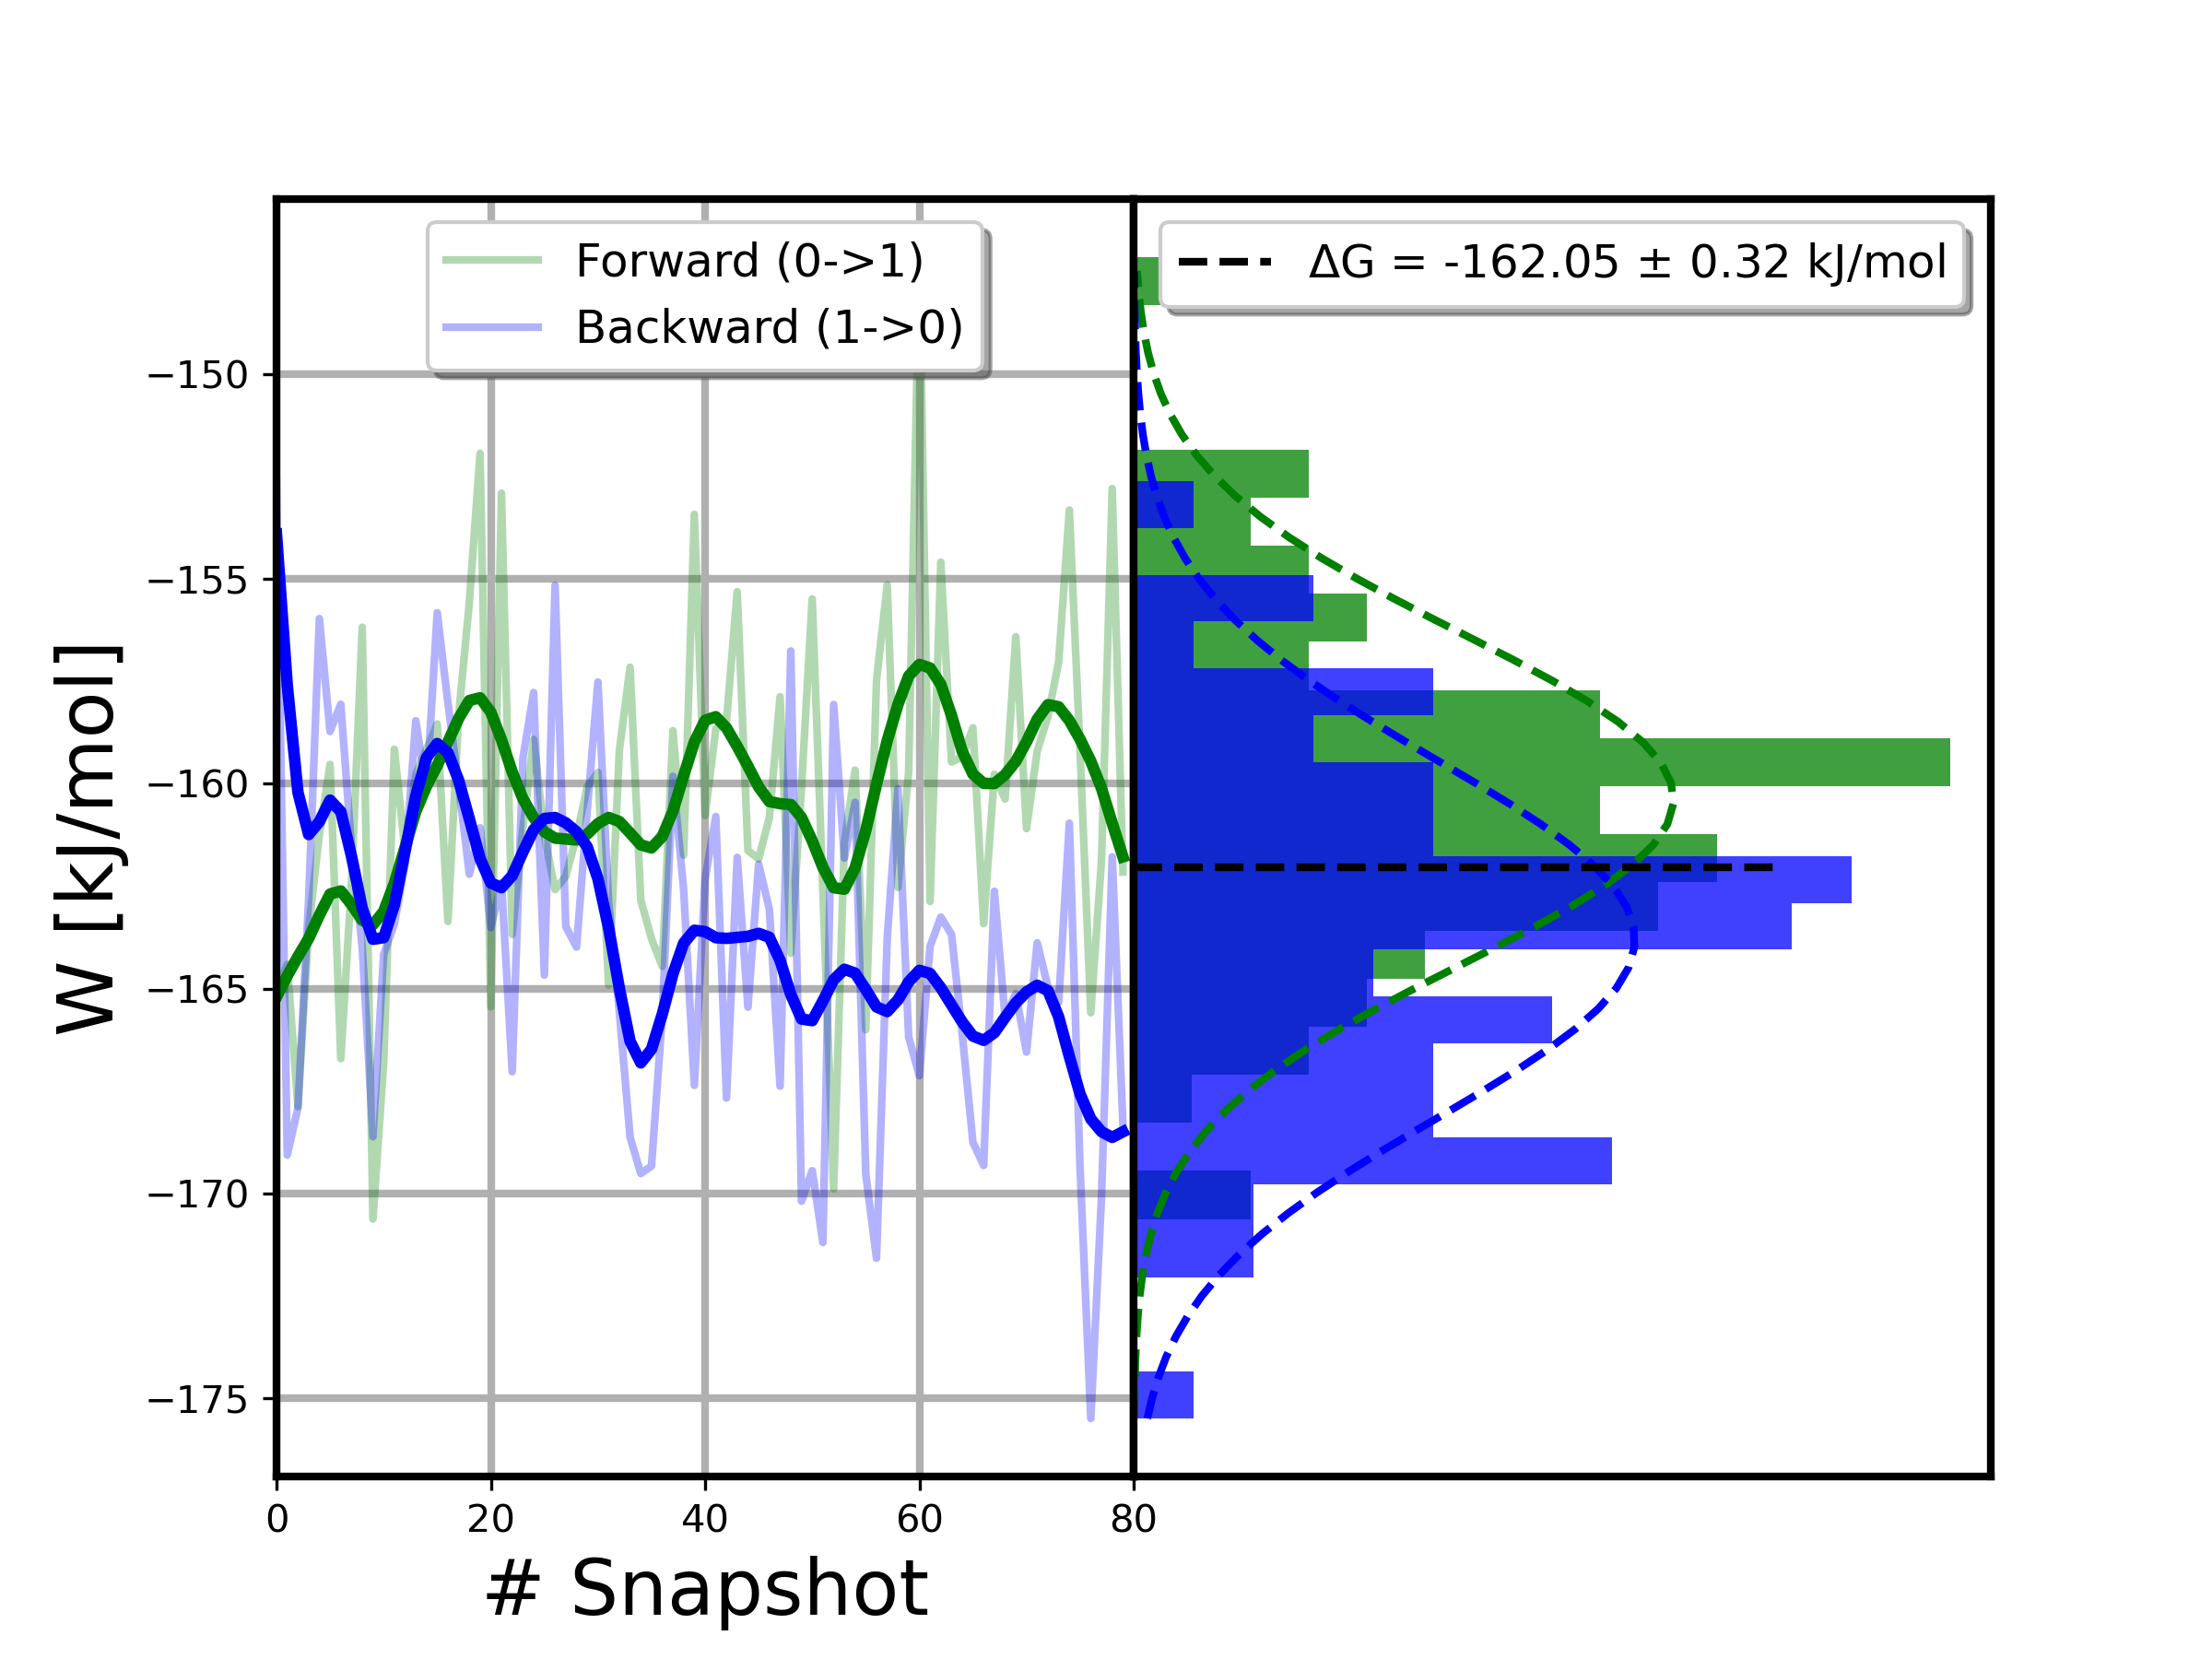 Forward (0->1)
Backward (1->0)
ΔG = -162.05 ± 0.32 kJ/mol
W [kJ/mol]
−150
−155
−160
−165
−170
−175
0 20 40 60 80
# Snapshot